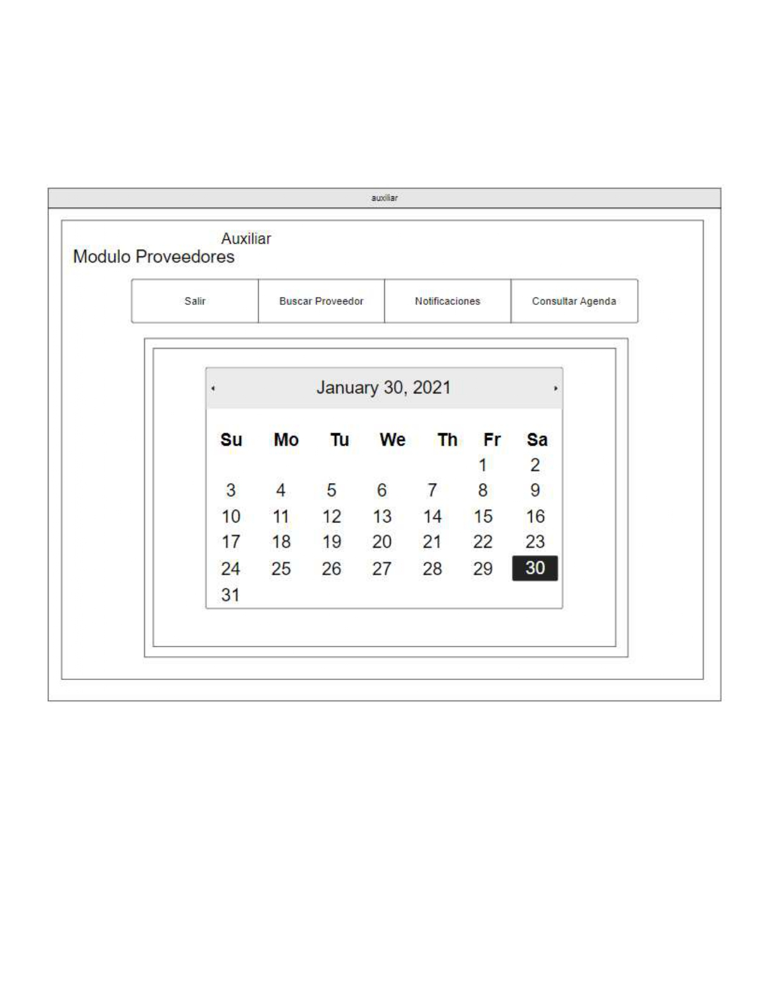 auxiliar
Auxiliar
Modulo Proveedores
Salir Buscar Proveedor Notificaciones Consultar Agenda
January 30, 2021
Su Mo Tu We Th Fr Sa
1 2
3 4 5 6 7 8 9
10 11 12 13 14 15 16
17 18 19 20 21 22 23
24 25 26 27 28 29 30
31